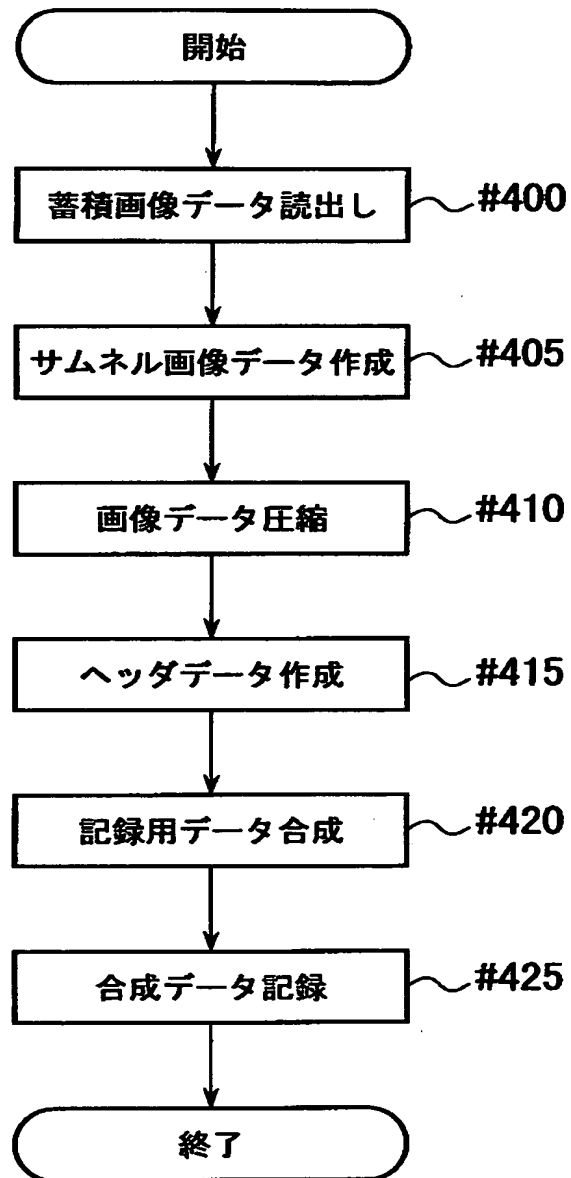 開始
蓄積画像データ読出し #400
サムネル画像データ作成 #405
画像データ圧縮 #410
ヘッダデータ作成 #415
記録用データ合成 #420
合成データ記録 #425
終了